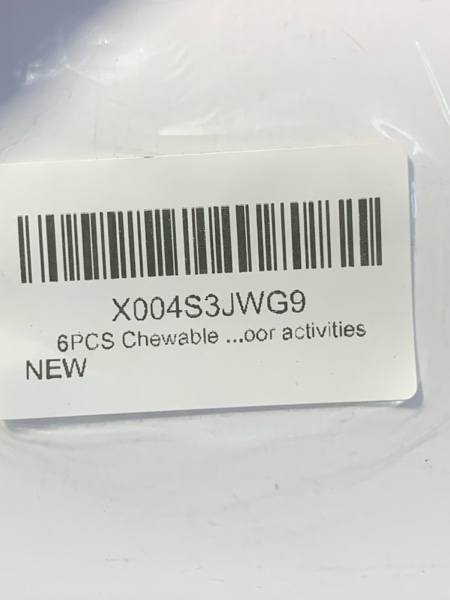 X004S3JWG9
6PCS Chewable ...oor activities
NEW